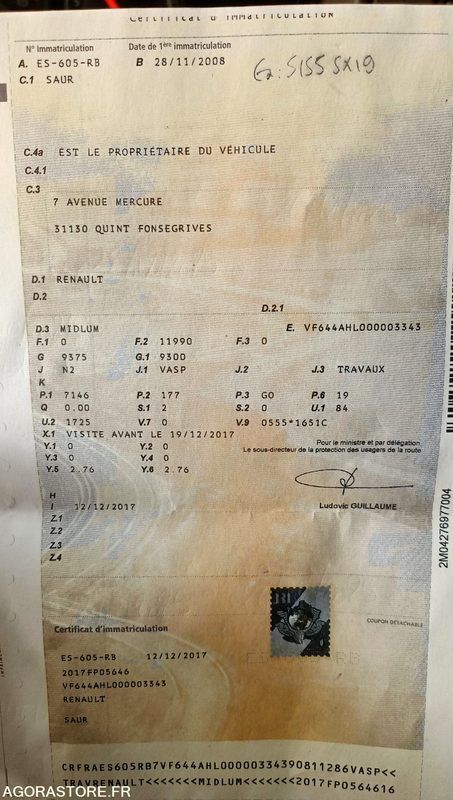 Certificat d'immatriculation
N° Immatriculation Date de 1ère immatriculation
A. ES-605-RB B 28/11/2008
C.1 SAUR
C.4a EST LE PROPRIÉTAIRE DU VÉHICULE
C.4.1
C.3
7 AVENUE MERCURE
31130 QUINT FONSEGRIVES
D.1 RENAULT
D.2
D.2.1
D.3 MIDLUM E. VF644AHL000003343
F.1 0 F.2 11990 F.3 0
G 9375 G.1 9300
J N2 J.1 VASP J.2 J.3 TRAVAUX
K
P.1 7146 P.2 177 P.3 GO P.6 19
Q 0.00 S.1 2 S.2 0 U.1 84
U.2 1725 V.7 0 V.9 0555*1651C
X.1 VISITE AVANT LE 19/12/2017
Y.1 0 Y.2 0
Y.3 0 Y.4 0
Y.5 2.76 Y.6 2.76
Pour le ministre et par délégation
Le sous-directeur de la protection des usagers de la route
H
I 12/12/2017
Ludovic GUILLAUME
Z.1
Z.2
Z.3
Z.4
2M04276977004
COUPON DÉTACHABLE
Certificat d'immatriculation
ES-605-RB 12/12/2017
2017FP05646
VF644AHL000003343
RENAULT
SAUR
CRFRAES605RB7VF644AHL0000033439081128​6VASP<<
TRAVRENAULT<<<<<<<MIDLUM<<<<<<<2017FP0564616
AGORASTORE.FR